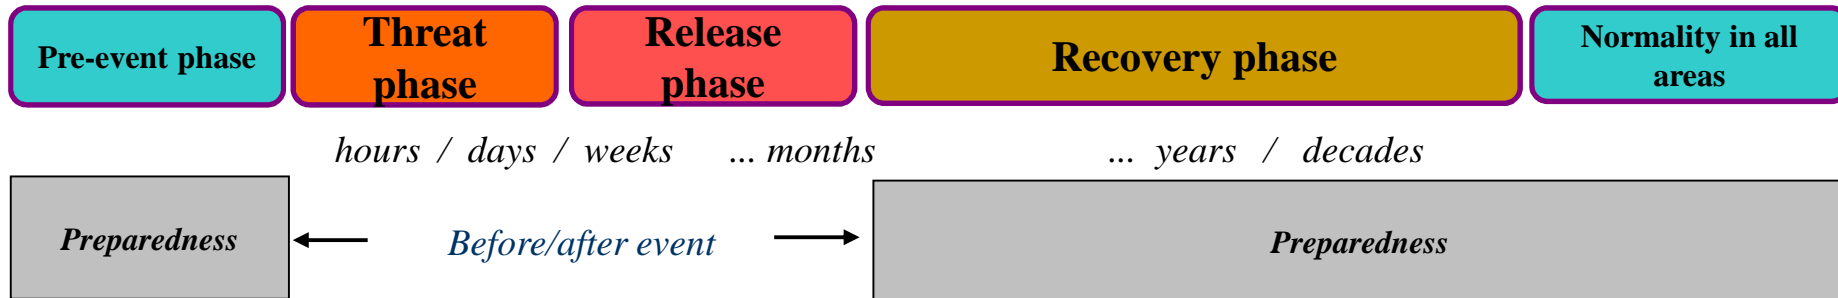 Pre-event phase
Threat
phase
Release
phase
Recovery phase
Normality in all
areas
hours / days / weeks ... months ... years / decades
Preparedness
Before/after event
Preparedness